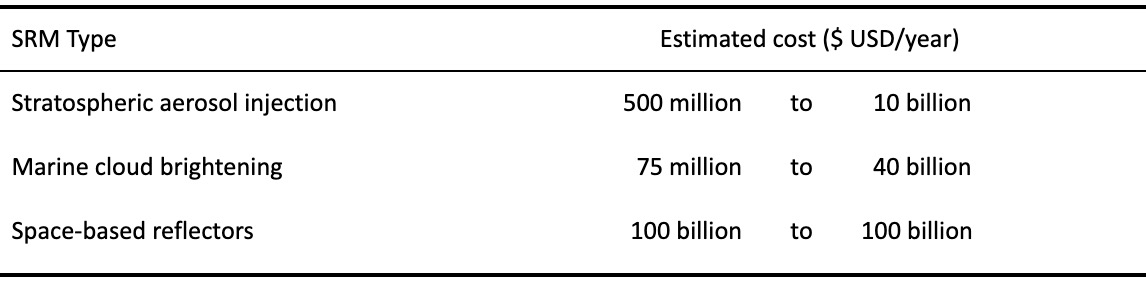 SRM Type Estimated cost ($ USD/year)
Stratospheric aerosol injection 500 million to 10 billion
Marine cloud brightening 75 million to 40 billion
Space-based reflectors 100 billion to 100 billion